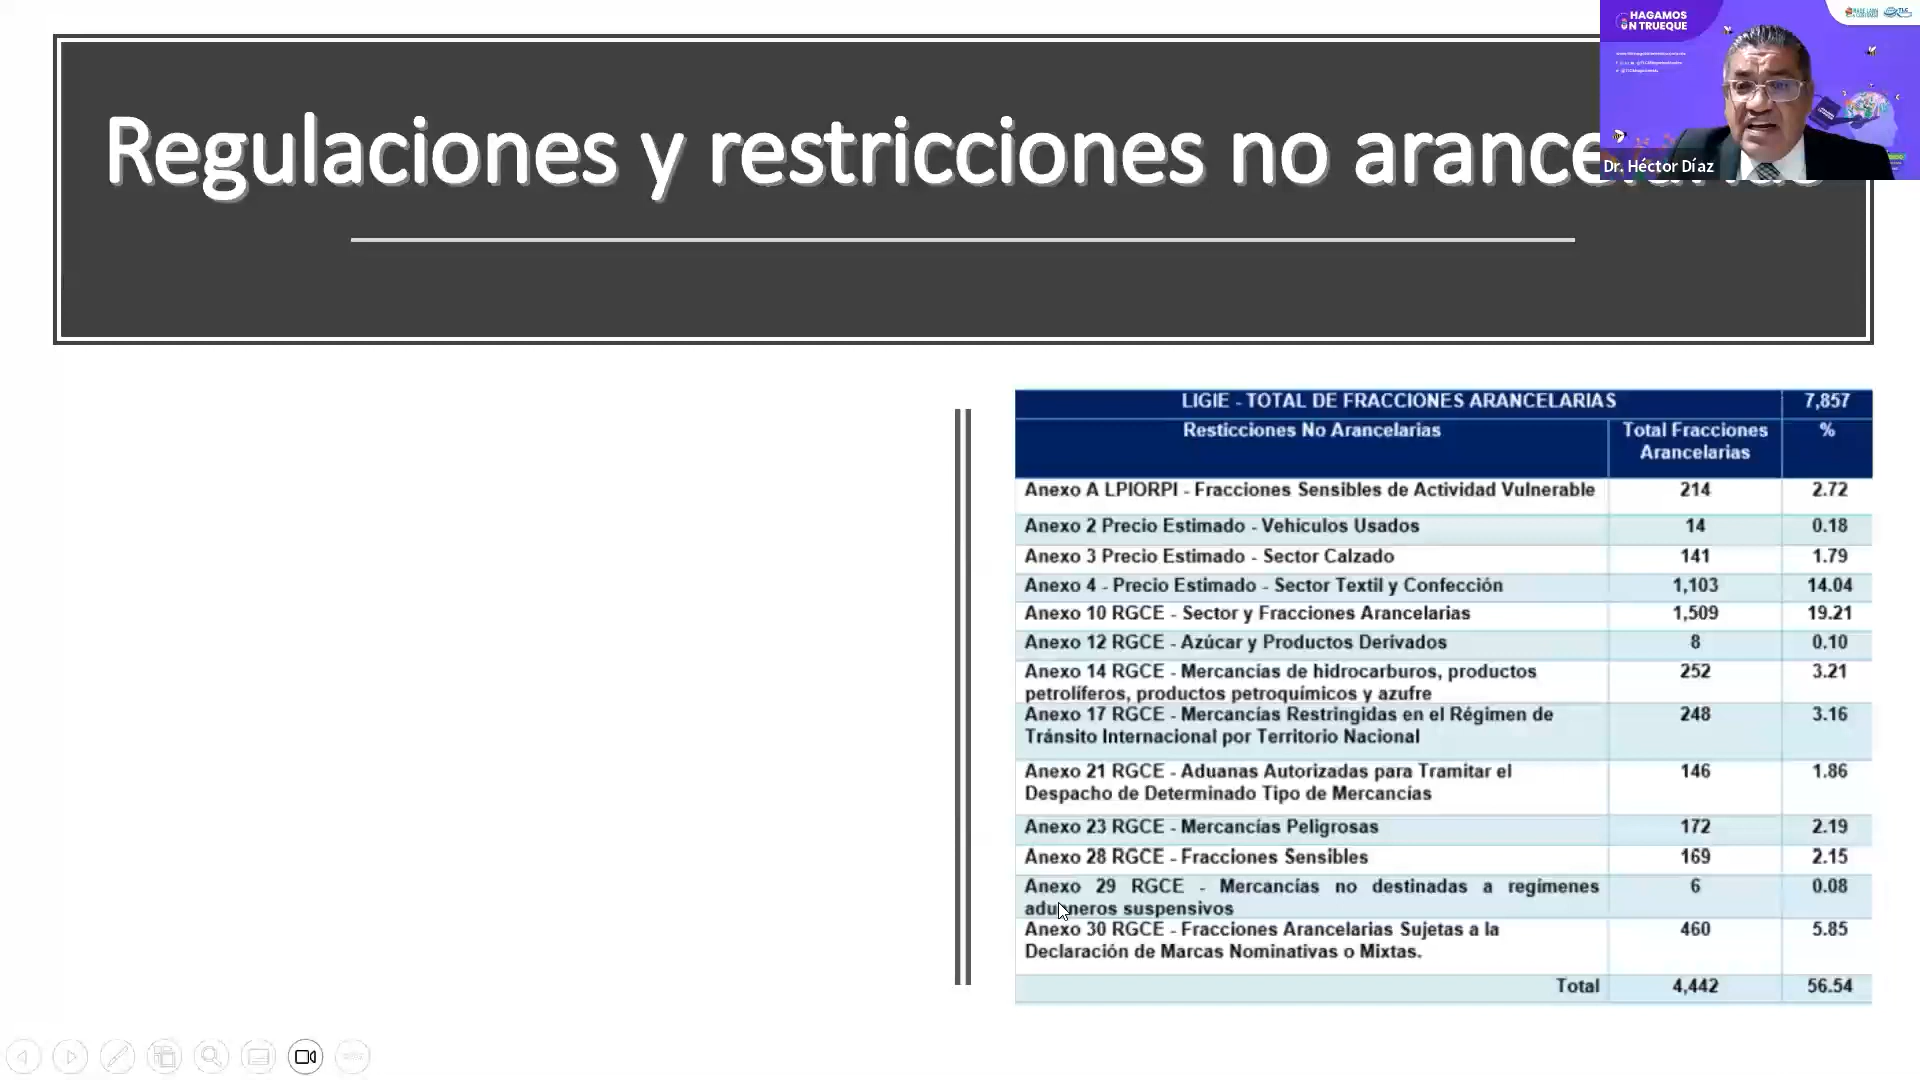 Regulaciones y restricciones no arancelarias
HAGAMOS
UN TRUEQUE
Dr. Héctor Díaz
LIGIE - TOTAL DE FRACCIONES ARANCELARIAS 7,857
Resticciones No Arancelarias Total Fracciones Arancelarias %
Anexo A LPIORPI - Fracciones Sensibles de Actividad Vulnerable 214 2.72
Anexo 2 Precio Estimado - Vehículos Usados 14 0.18
Anexo 3 Precio Estimado - Sector Calzado 141 1.79
Anexo 4 - Precio Estimado - Sector Textil y Confección 1,103 14.04
Anexo 10 RGCE - Sector y Fracciones Arancelarias 1,509 19.21
Anexo 12 RGCE - Azúcar y Productos Derivados 8 0.10
Anexo 14 RGCE - Mercancías de hidrocarburos, productos 252 3.21
petrolíferos, productos petroquímicos y azufre
Anexo 17 RGCE - Mercancías Restringidas en el Régimen de 248 3.16
Tránsito Internacional por Territorio Nacional
Anexo 21 RGCE - Aduanas Autorizadas para Tramitar el 146 1.86
Despacho de Determinado Tipo de Mercancías
Anexo 23 RGCE - Mercancías Peligrosas 172 2.19
Anexo 28 RGCE - Fracciones Sensibles 169 2.15
Anexo 29 RGCE - Mercancías no destinadas a regímenes 6 0.08
aduaneros suspensivos
Anexo 30 RGCE - Fracciones Arancelarias Sujetas a la 460 5.85
Declaración de Marcas Nominativas o Mixtas.
Total 4,442 56.54